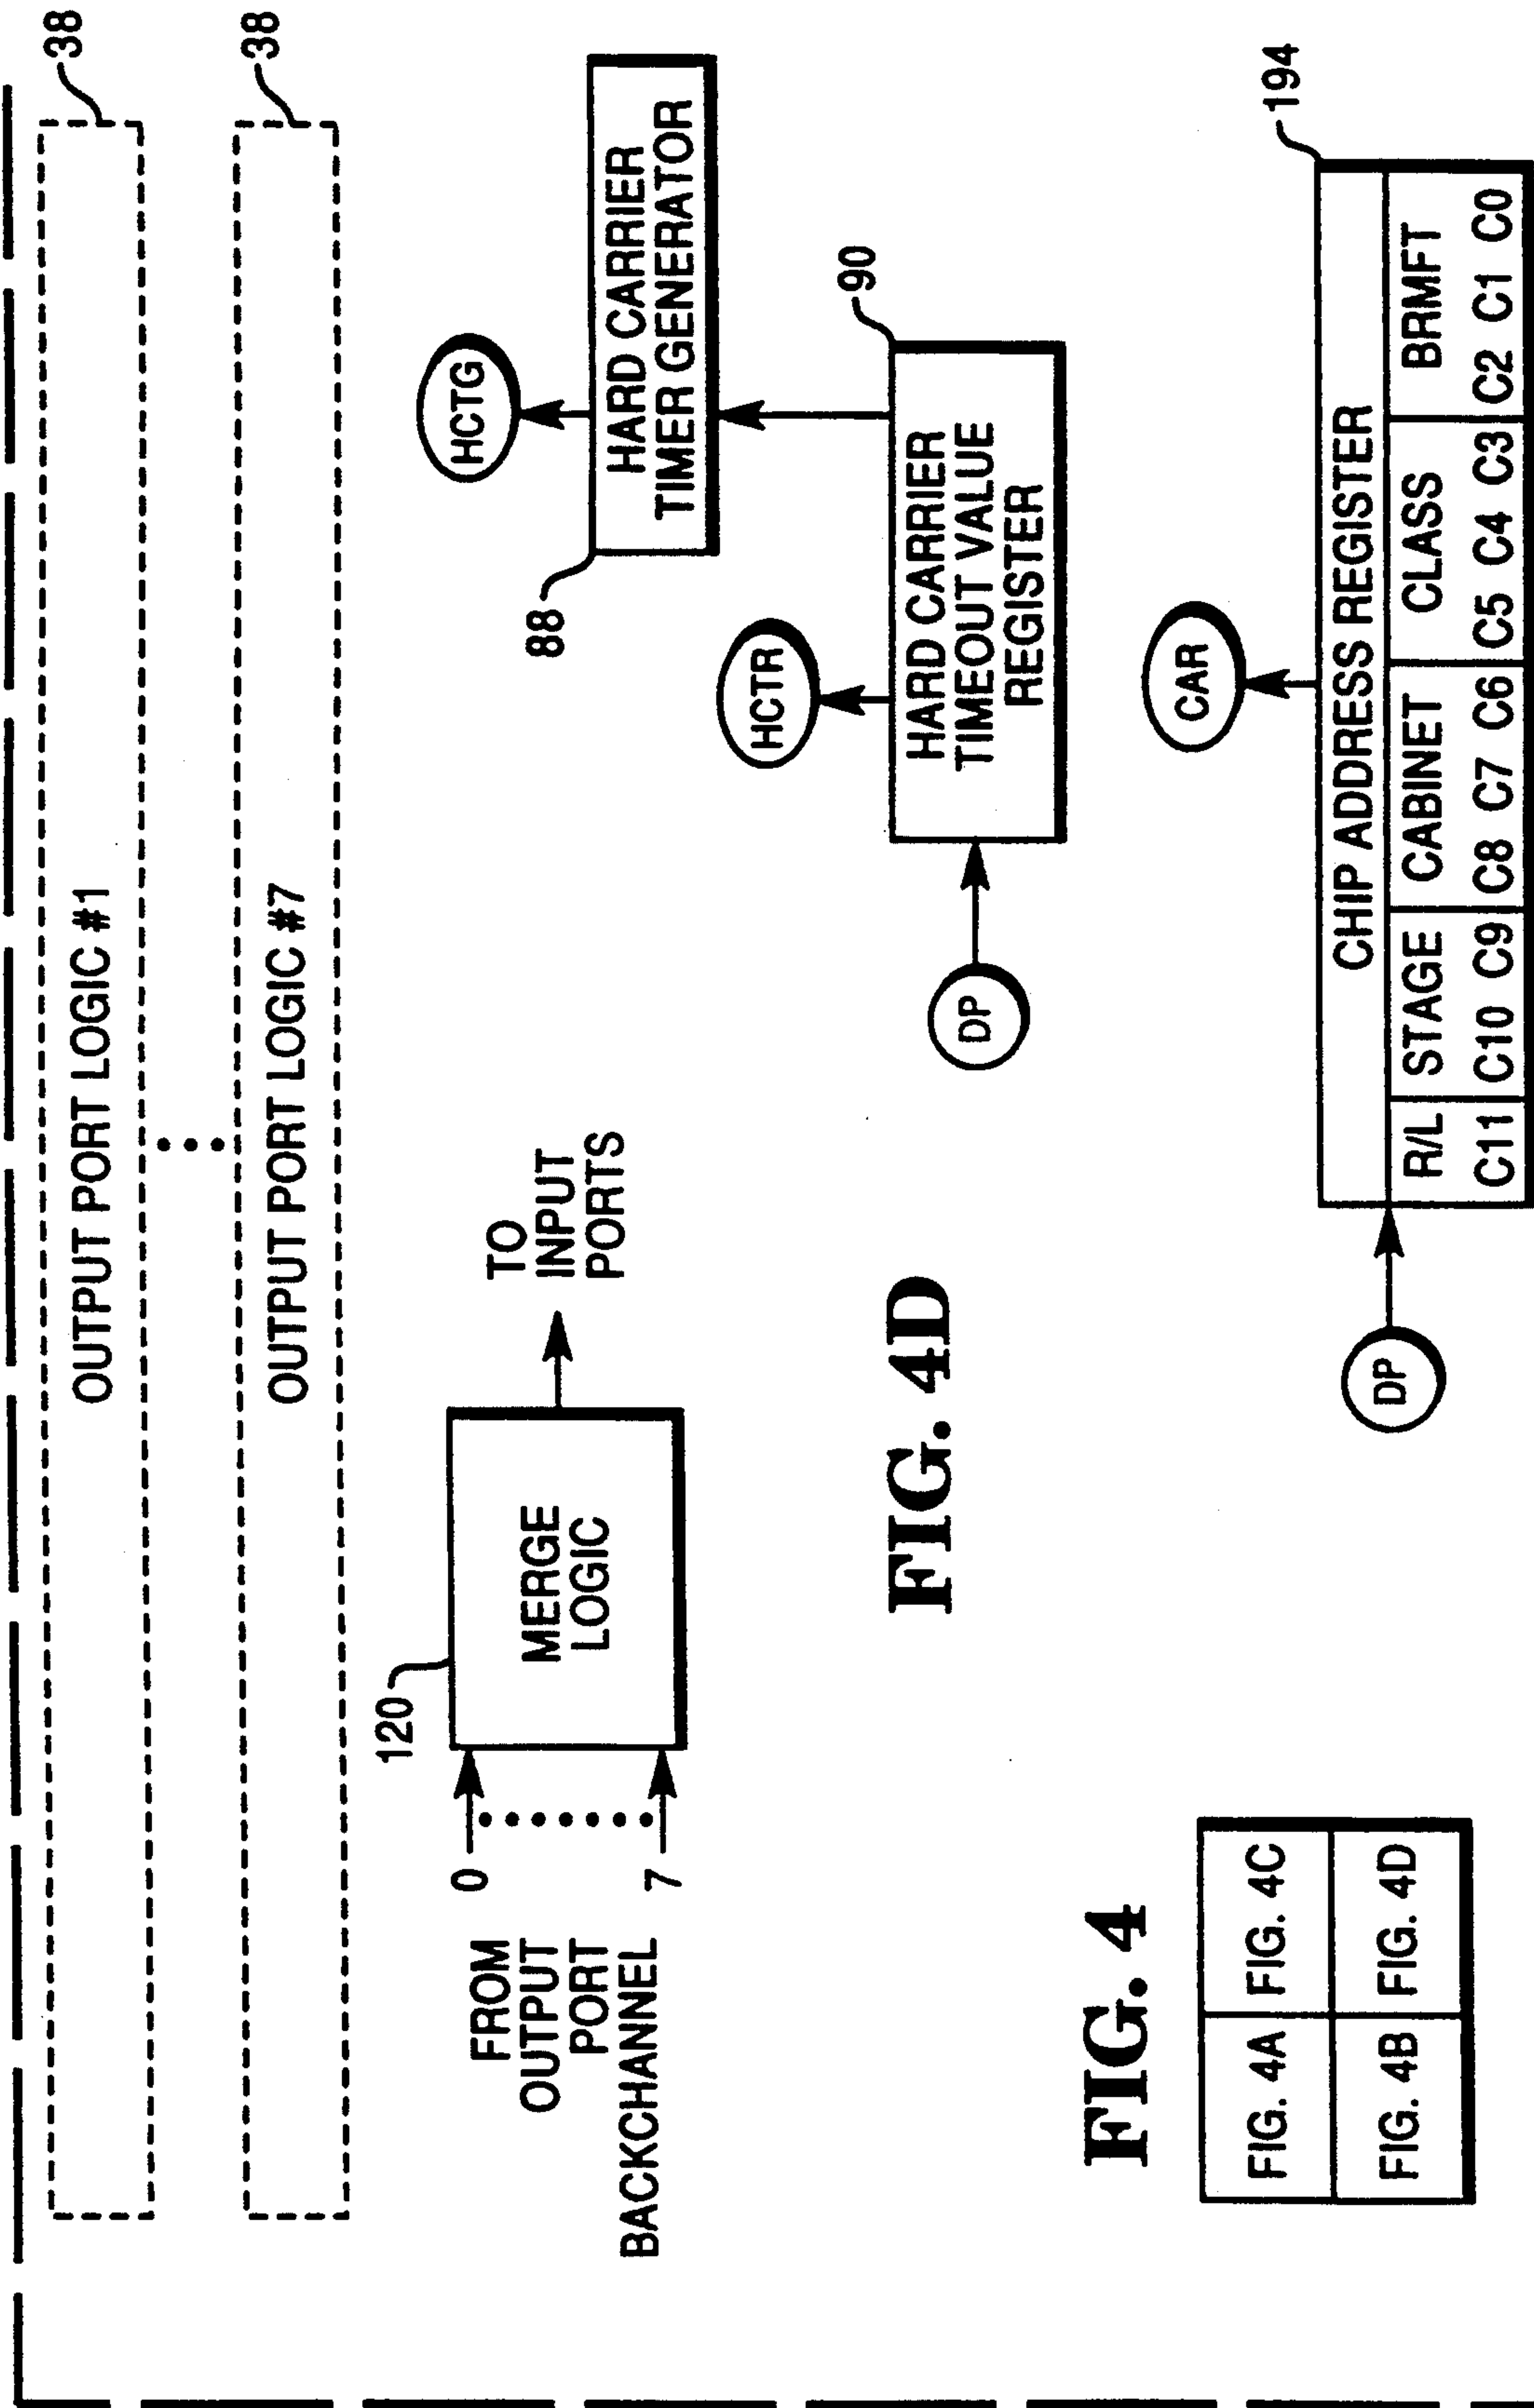 OUTPUT PORT LOGIC #1
38
OUTPUT PORT LOGIC #7
38
120
FROM
OUTPUT
PORT
BACKCHANNEL
0
7
MERGE
LOGIC
TO
INPUT
PORTS
HCTG
88
HARD CARRIER
TIMER GENERATOR
HCTR
90
HARD CARRIER
TIMEOUT VALUE
REGISTER
DP
FIG. 4D
CAR
194
CHIP ADDRESS REGISTER
R/L STAGE CABINET CLASS BRMFT
C11 C10 C9 C8 C7 C6 C5 C4 C3 C2 C1 C0
DP
FIG. 4
FIG. 4A FIG. 4C
FIG. 4B FIG. 4D